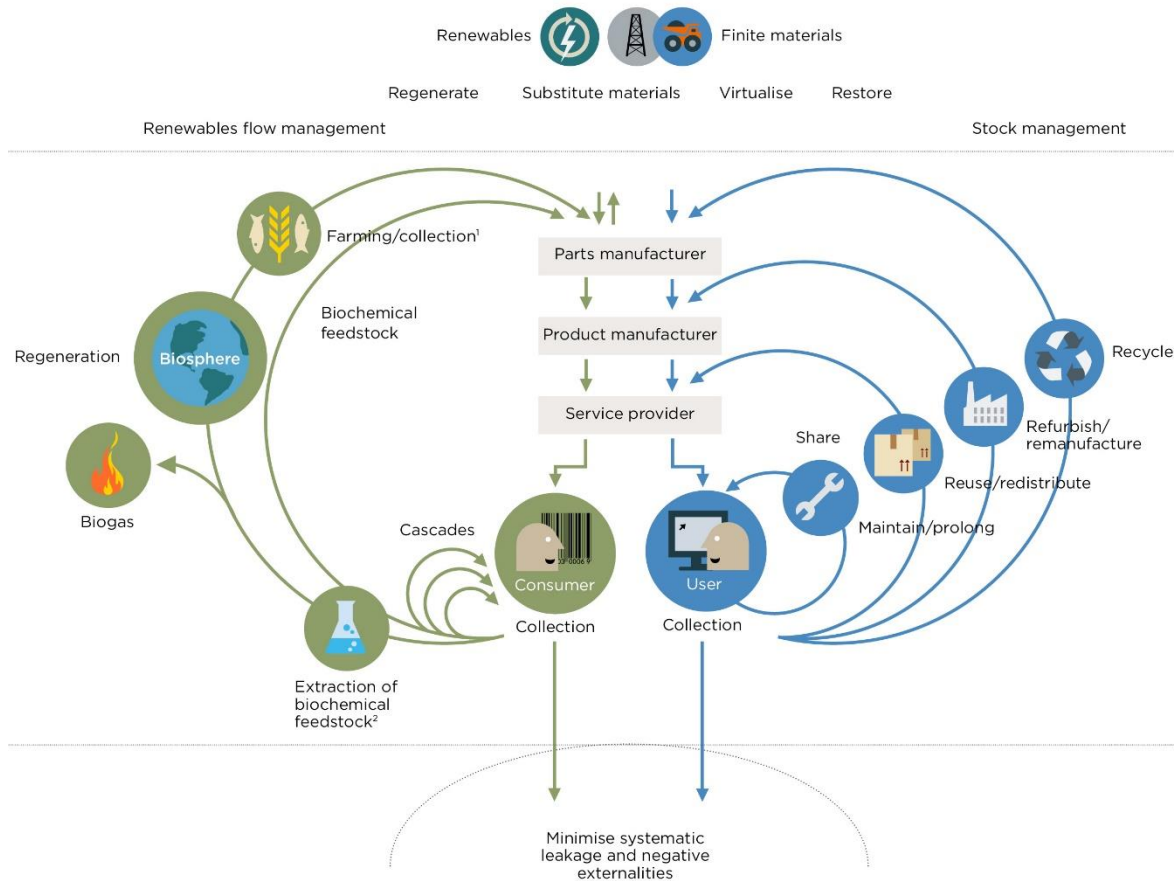 Renewables
Finite materials
Regenerate
Substitute materials
Virtualise
Restore
Renewables flow management
Stock management
Farming/collection¹
Parts manufacturer
Biochemical
feedstock
Product manufacturer
Regeneration
Biosphere
Recycle
Service provider
Share
Refurbish/
remanufacture
Reuse/redistribute
Biogas
Cascades
Maintain/prolong
Consumer
User
Collection
Collection
Extraction of
biochemical
feedstock²
Minimise systematic
leakage and negative
externalities